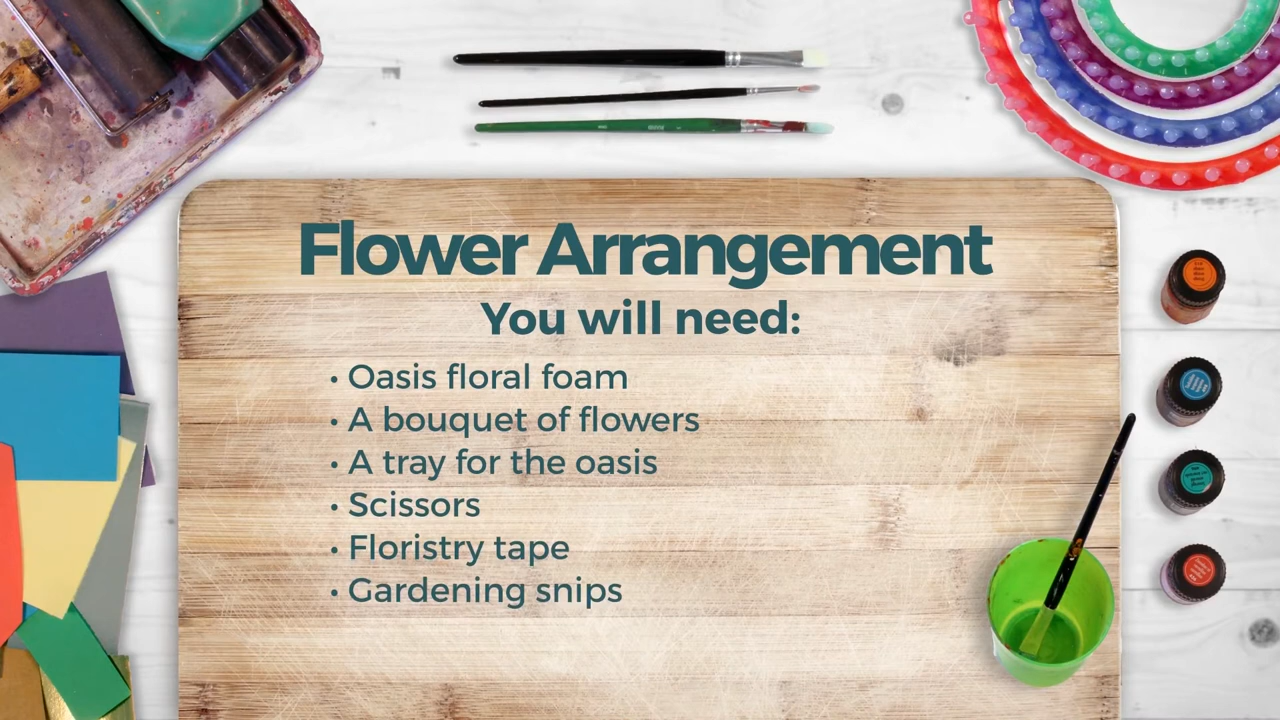 Flower Arrangement
You will need:
• Oasis floral foam
• A bouquet of flowers
• A tray for the oasis
• Scissors
• Floristry tape
• Gardening snips